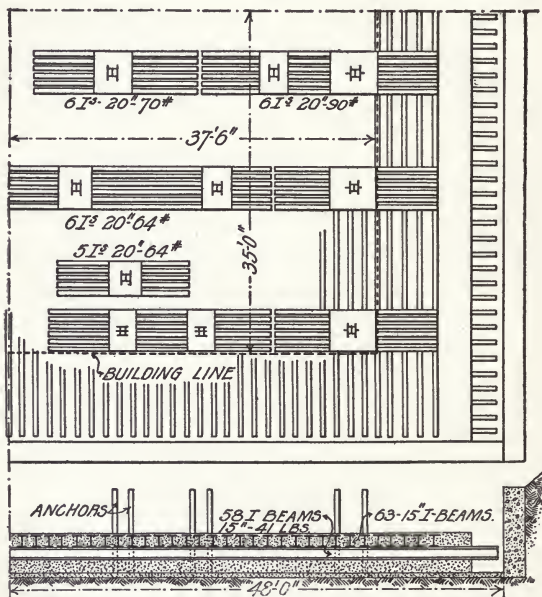 6 Iˢ- 20"-70# 6 Iˢ 20"-90#
37'-6"
6 Iˢ 20"-64#
5 Iˢ 20"-64#
35'-0"
BUILDING LINE
ANCHORS
58 I BEAMS
15"-41 LBS.
63-15" I-BEAMS.
48'-0"